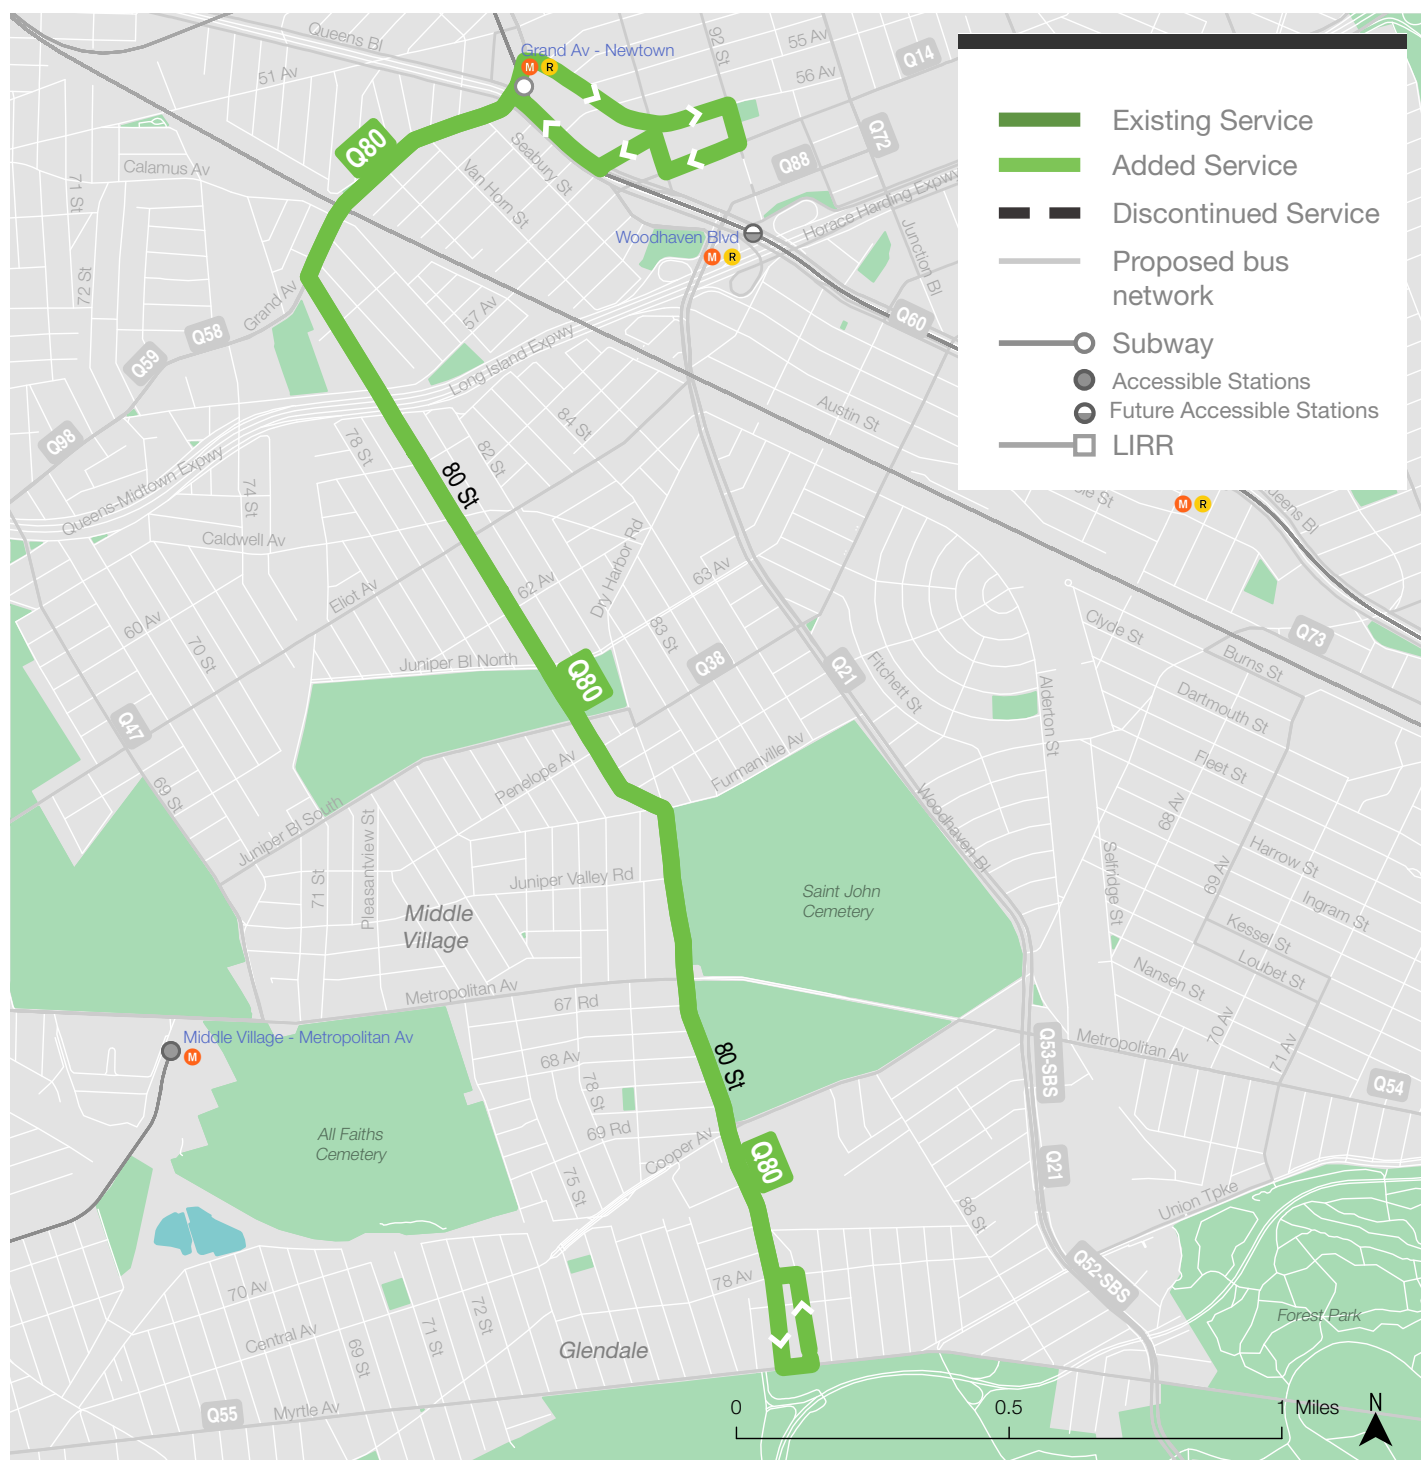 Queens Bl
Grand Av - Newtown
M R
92 St
55 Av
56 Av
Q14
51 Av
Q80
Seabury St
Q72
Q88
Calamus Av
71 St
Van Horn St
Horace Harding Expwy
Woodhaven Blvd
M R
Junction Bl
72 St
Grand Av
57 Av
Q58
Q59
Q60
Long Island Expwy
Existing Service
Added Service
Discontinued Service
Proposed bus
network
Subway
Accessible Stations
Future Accessible Stations
LIRR
Austin St
84 St
82 St
78 St
Q98
80 St
Queens-Midtown Expwy
74 St
M R
Queens Bl
Caldwell Av
Dry Harbor Rd
62 Av
63 Av
Eliot Av
60 Av
70 St
83 St
Juniper Bl North
Q80
Q38
Q21
Fitchett St
Clyde St
Q73
Burns St
Dartmouth St
Alderton St
Q47
69 St
Penelope Av
Furmanville Av
Fleet St
Woodhaven Bl
68 Av
Juniper Bl South
Pleasantview St
71 St
Juniper Valley Rd
Selfridge St
69 Av
Harrow St
Ingram St
Saint John
Cemetery
Middle
Village
Kessel St
Loubet St
Nansen St
Metropolitan Av
67 Rd
70 Av
71 Av
Middle Village - Metropolitan Av
M
68 Av
80 St
Q53-SBS
Metropolitan Av
Q54
78 St
69 Rd
All Faiths
Cemetery
Cooper Av
Q80
Q21
75 St
88 St
Union Tpke
Q52-SBS
70 Av
78 Av
72 St
71 St
Central Av
69 St
Glendale
Forest Park
Q55
Myrtle Av
0
0.5
1 Miles
N